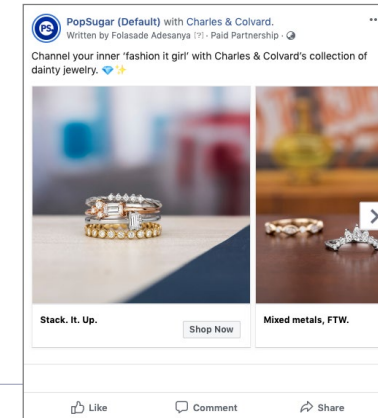 PS
PopSugar (Default) with Charles & Colvard.
Written by Folasade Adesanya [?] · Paid Partnership ·
Channel your inner ‘fashion it girl’ with Charles & Colvard's collection of
dainty jewelry. 💎✨
Stack. It. Up.
Shop Now
Mixed metals, FTW.
Like
Comment
Share